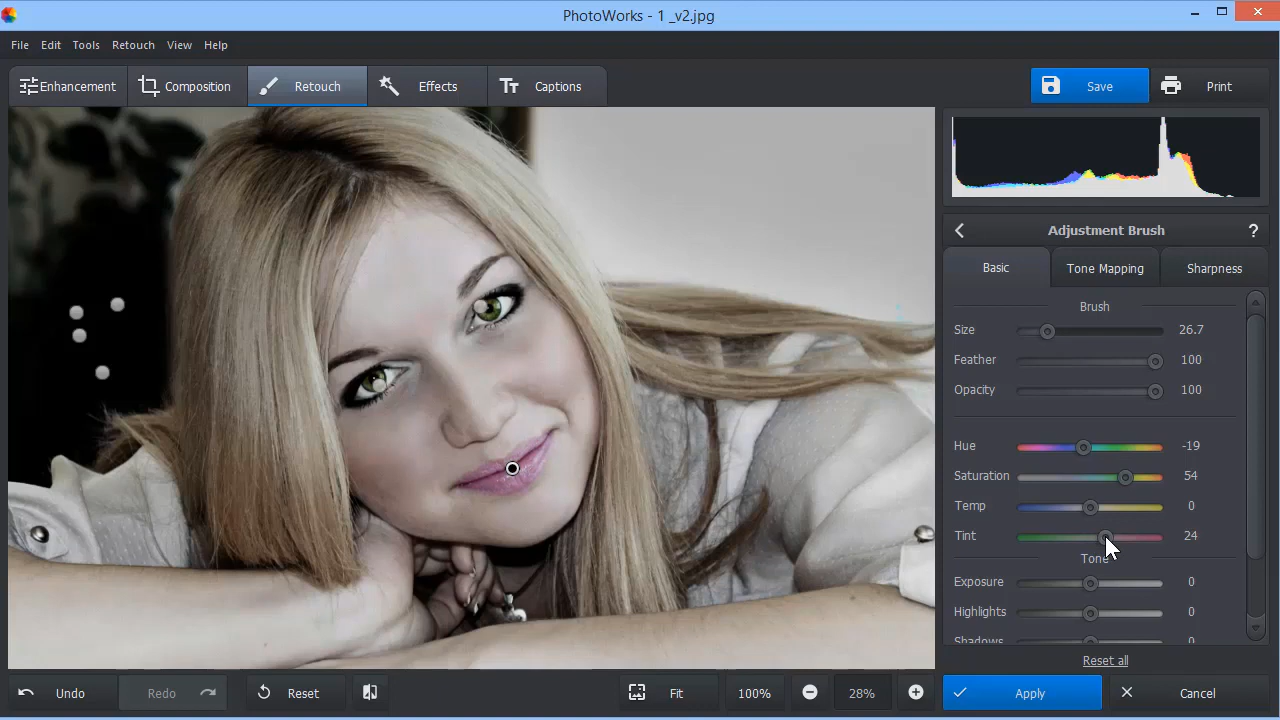 PhotoWorks - 1 _v2.jpg
File Edit Tools Retouch View Help
Enhancement Composition Retouch Effects Captions Save Print
Adjustment Brush ?
Basic Tone Mapping Sharpness
Brush
Size 26.7
Feather 100
Opacity 100
Hue -19
Saturation 54
Temp 0
Tint 24
Tone
Exposure 0
Highlights 0
Shadows 0
Reset all
Undo Redo Reset Fit 100% 28% Apply Cancel